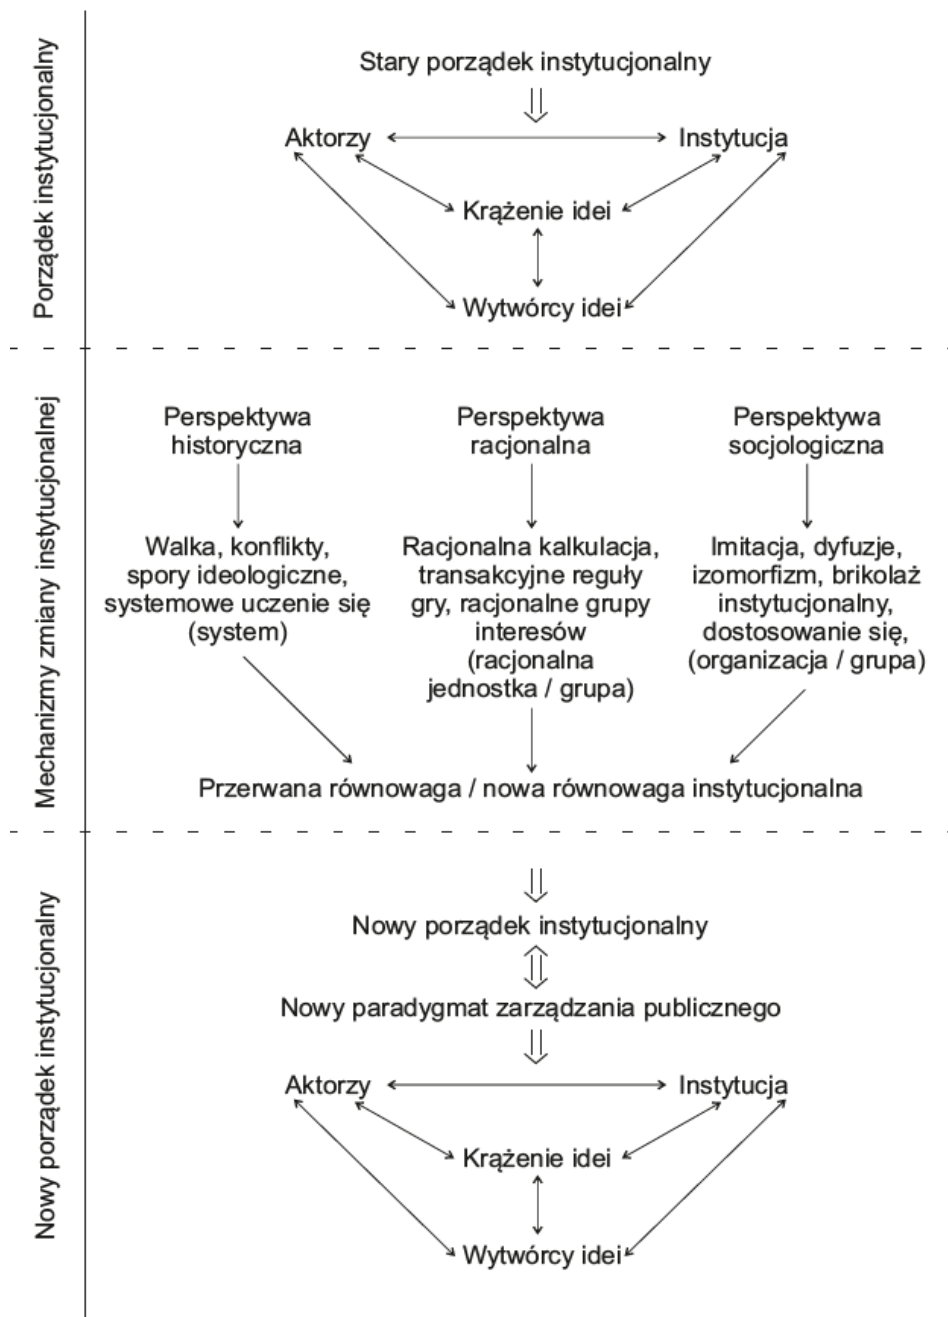 Porządek instytucjonalny
Stary porządek instytucjonalny
Aktorzy
Instytucja
Krążenie idei
Wytwórcy idei
Mechanizmy zmiany instytucjonalnej
Perspektywa
historyczna
Perspektywa
racjonalna
Perspektywa
socjologiczna
Walka, konflikty,
spory ideologiczne,
systemowe uczenie się
(system)
Racjonalna kalkulacja,
transakcyjne reguły
gry, racjonalne grupy
interesów
(racjonalna
jednostka / grupa)
Imitacja, dyfuzje,
izomorfizm, brikolaż
instytucjonalny,
dostosowanie się,
(organizacja / grupa)
Przerwana równowaga / nowa równowaga instytucjonalna
Nowy porządek instytucjonalny
Nowy porządek instytucjonalny
Nowy paradygmat zarządzania publicznego
Aktorzy
Instytucja
Krążenie idei
Wytwórcy idei